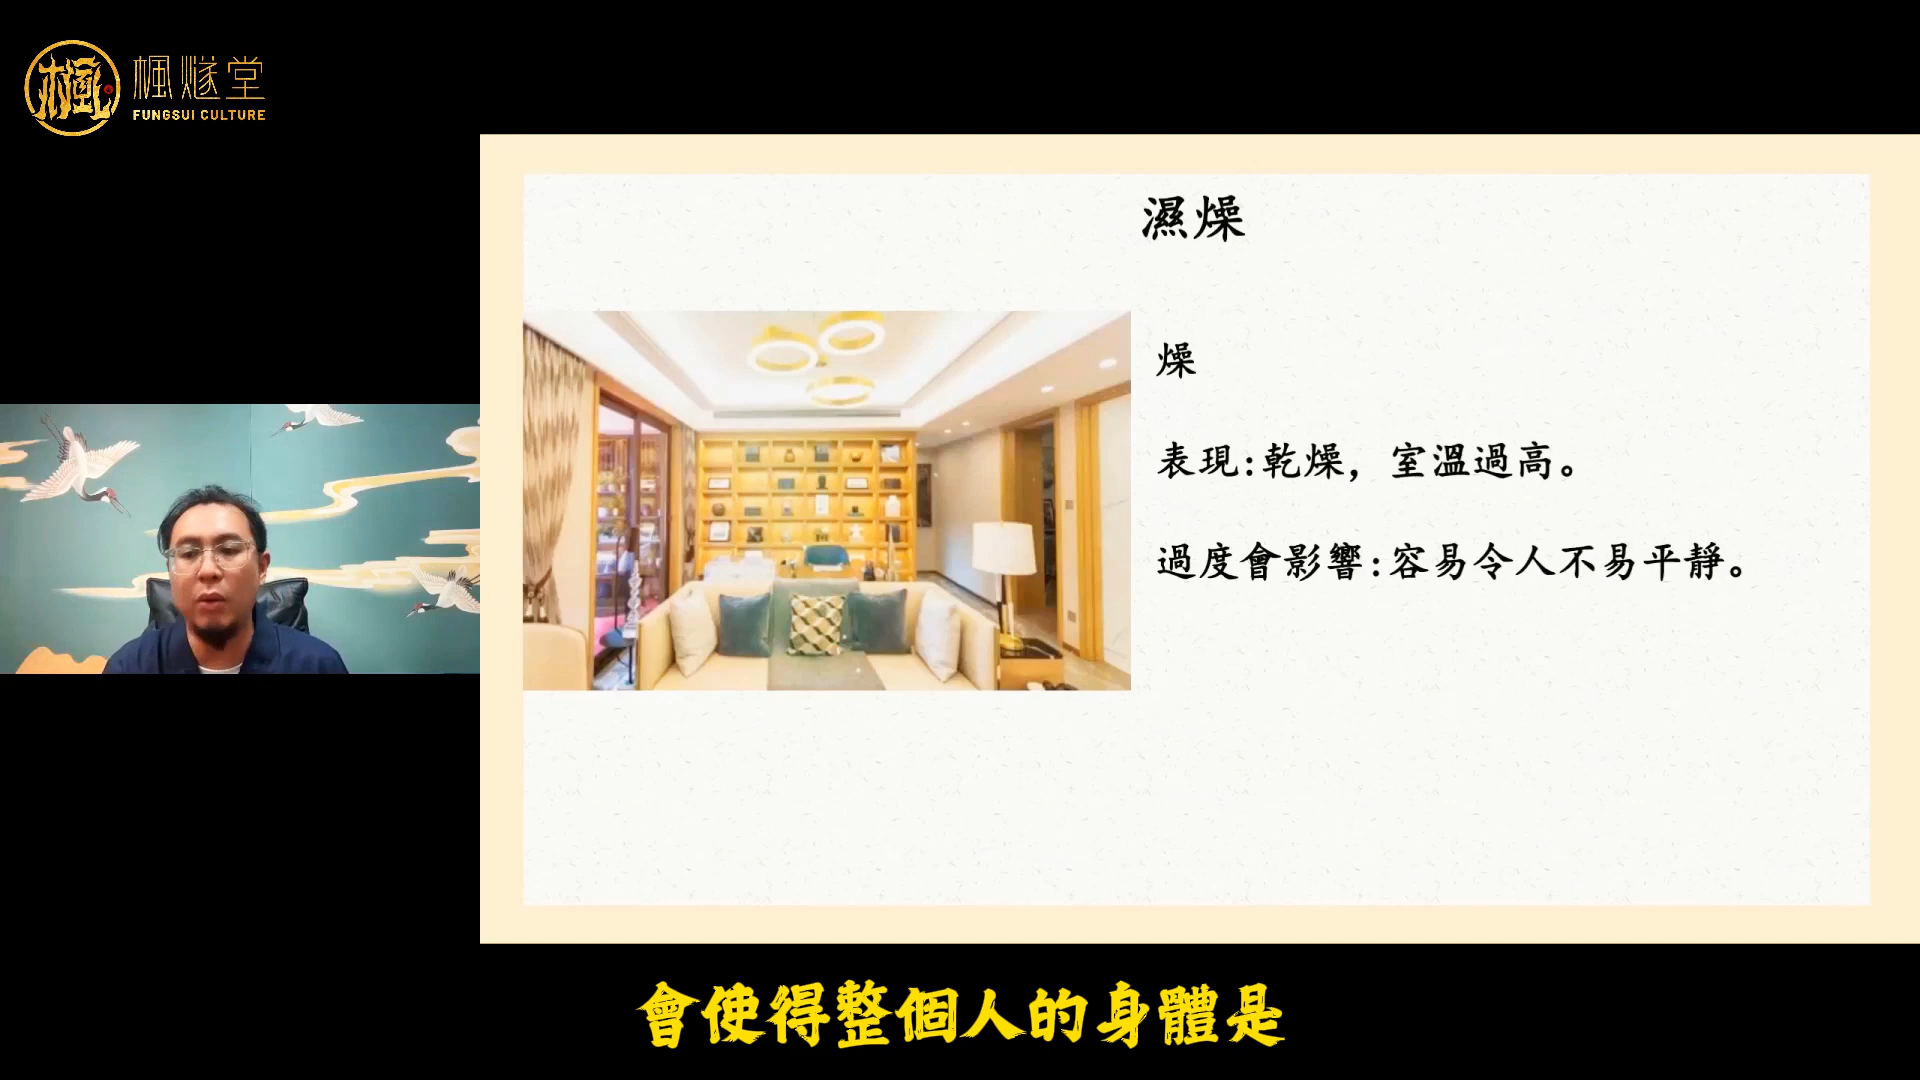 楓燧堂
FUNGSUI CULTURE
濕燥
燥
表現:乾燥，室溫過高。
過度會影響:容易令人不易平靜。
會使得整個人的身體是